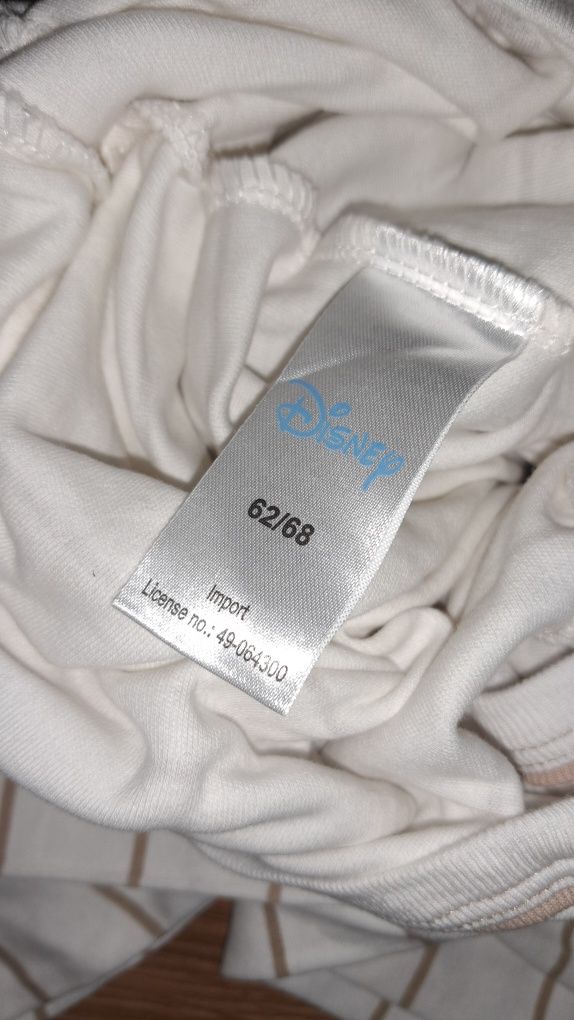 Disney
62/68
Import
License no.: 49-064300